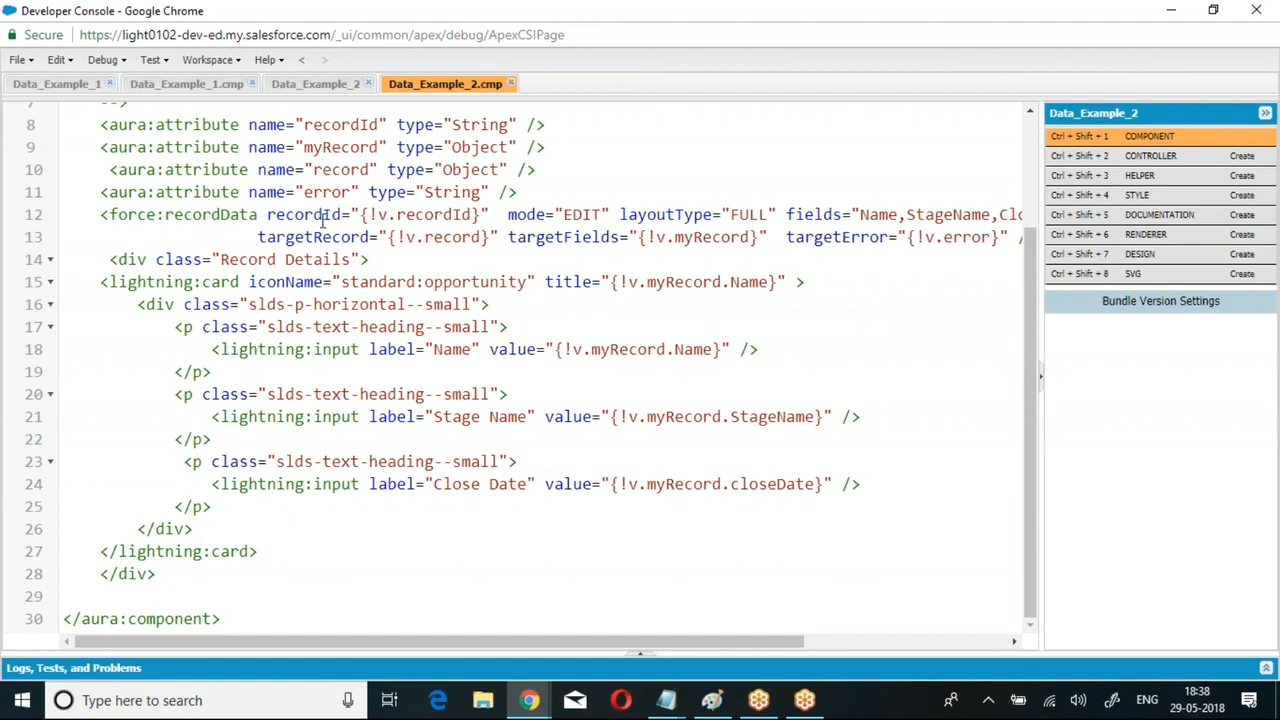 Developer Console - Google Chrome
Secure https://light0102-dev-ed.my.salesforce.com/_ui/common/apex/debug/ApexCSIPage
File Edit Debug Test Workspace Help < >
Data_Example_1 Data_Example_1.cmp Data_Example_2 Data_Example_2.cmp
8 <aura:attribute name="recordId" type="String" />
9 <aura:attribute name="myRecord" type="Object" />
10 <aura:attribute name="record" type="Object" />
11 <aura:attribute name="error" type="String" />
12 <force:recordData recordId="{!v.recordId}" mode="EDIT" layoutType="FULL" fields="Name,StageName,Clo
13 targetRecord="{!v.record}" targetFields="{!v.myRecord}" targetError="{!v.error}" /
14 <div class="Record Details">
15 <lightning:card iconName="standard:opportunity" title="{!v.myRecord.Name}" >
16 <div class="slds-p-horizontal--small">
17 <p class="slds-text-heading--small">
18 <lightning:input label="Name" value="{!v.myRecord.Name}" />
19 </p>
20 <p class="slds-text-heading--small">
21 <lightning:input label="Stage Name" value="{!v.myRecord.StageName}" />
22 </p>
23 <p class="slds-text-heading--small">
24 <lightning:input label="Close Date" value="{!v.myRecord.closeDate}" />
25 </p>
26 </div>
27 </lightning:card>
28 </div>
29
30 </aura:component>
Data_Example_2
Ctrl + Shift + 1 COMPONENT
Ctrl + Shift + 2 CONTROLLER Create
Ctrl + Shift + 3 HELPER Create
Ctrl + Shift + 4 STYLE Create
Ctrl + Shift + 5 DOCUMENTATION Create
Ctrl + Shift + 6 RENDERER Create
Ctrl + Shift + 7 DESIGN Create
Ctrl + Shift + 8 SVG Create
Bundle Version Settings
Logs, Tests, and Problems
Type here to search
ENG
18:38
29-05-2018